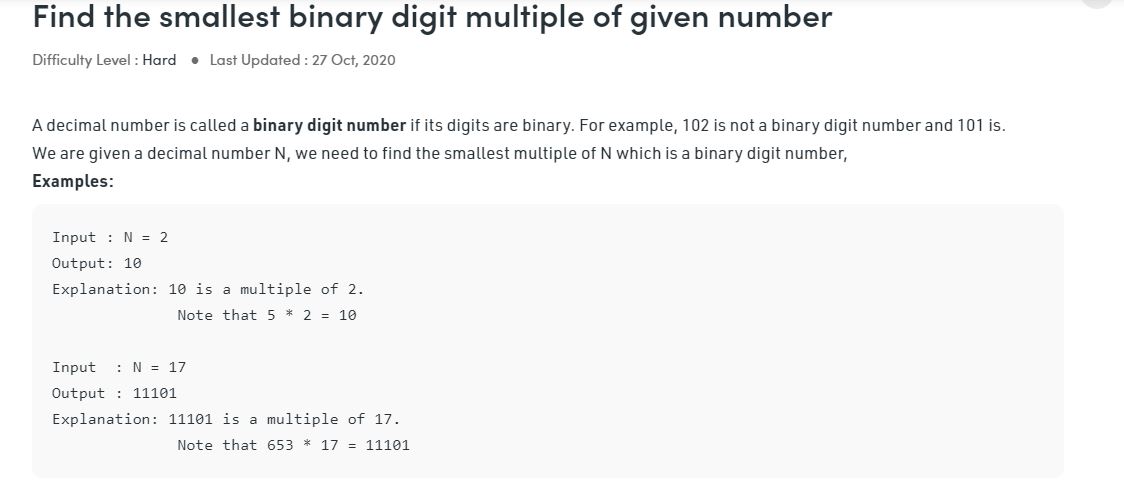 Find the smallest binary digit multiple of given number
Difficulty Level : Hard ● Last Updated : 27 Oct, 2020
A decimal number is called a binary digit number if its digits are binary. For example, 102 is not a binary digit number and 101 is.
We are given a decimal number N, we need to find the smallest multiple of N which is a binary digit number,
Examples:
Input : N = 2
Output: 10
Explanation: 10 is a multiple of 2.
Note that 5 * 2 = 10
Input : N = 17
Output : 11101
Explanation: 11101 is a multiple of 17.
Note that 653 * 17 = 11101